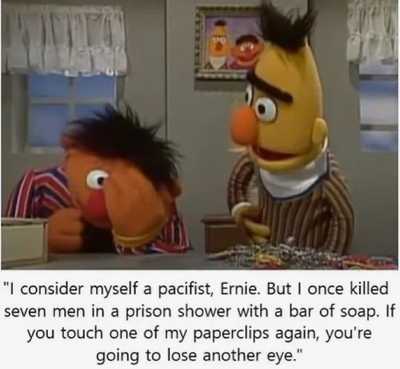 "I consider myself a pacifist, Ernie. But I once killed
seven men in a prison shower with a bar of soap. If
you touch one of my paperclips again, you're
going to lose another eye."